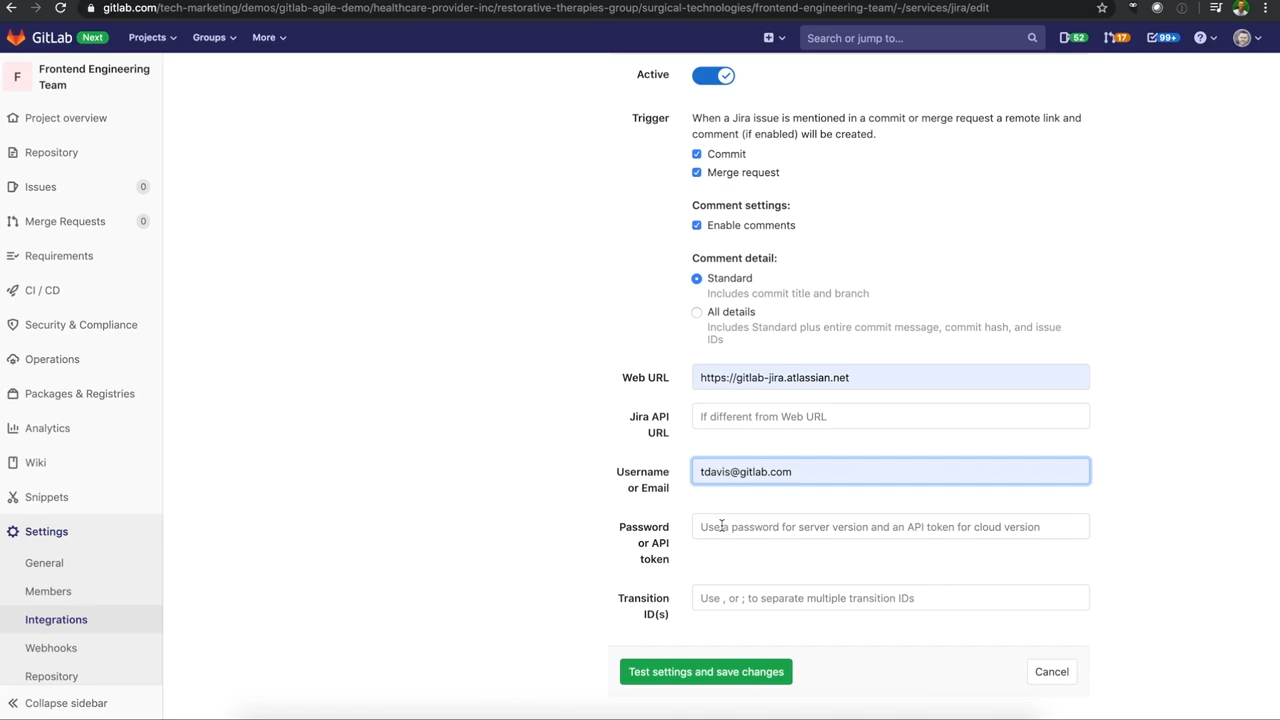 gitlab.com/tech-marketing/demos/gitlab-agile-demo/healthcare-provider-inc/restorative-therapies-group/surgical-technologies/frontend-engineering-team/-/services/jira/edit
GitLab Next Projects Groups More Search or jump to... 52 17 99+
F Frontend Engineering
Team
Project overview
Repository
Issues 0
Merge Requests 0
Requirements
CI / CD
Security & Compliance
Operations
Packages & Registries
Analytics
Wiki
Snippets
Settings
General
Members
Integrations
Webhooks
Repository
Collapse sidebar
Active
Trigger When a Jira issue is mentioned in a commit or merge request a remote link and
comment (if enabled) will be created.
Commit
Merge request
Comment settings:
Enable comments
Comment detail:
Standard
Includes commit title and branch
All details
Includes Standard plus entire commit message, commit hash, and issue
IDs
Web URL https://gitlab-jira.atlassian.net
Jira API If different from Web URL
URL
Username tdavis@gitlab.com
or Email
Password Use a password for server version and an API token for cloud version
or API
token
Transition Use , or ; to separate multiple transition IDs
ID(s)
Test settings and save changes Cancel